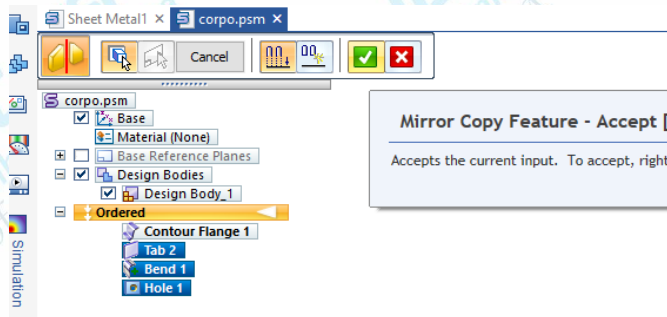 Sheet Metal1
corpo.psm
Cancel
corpo.psm
Base
Material (None)
Base Reference Planes
Design Bodies
Design Body_1
Ordered
Contour Flange 1
Tab 2
Bend 1
Hole 1
Mirror Copy Feature - Accept [
Accepts the current input. To accept, right
Simulation